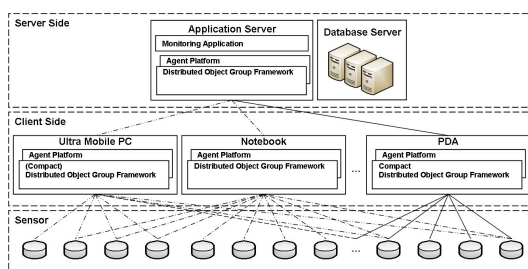 Server Side
Application Server
Monitoring Application
Agent Platform
Distributed Object Group Framework
Database Server
Client Side
Ultra Mobile PC
Agent Platform
(Compact)
Distributed Object Group Framework
Notebook
Agent Platform
Distributed Object Group Framework
...
PDA
Agent Platform
Compact
Distributed Object Group Framework
Sensor
...